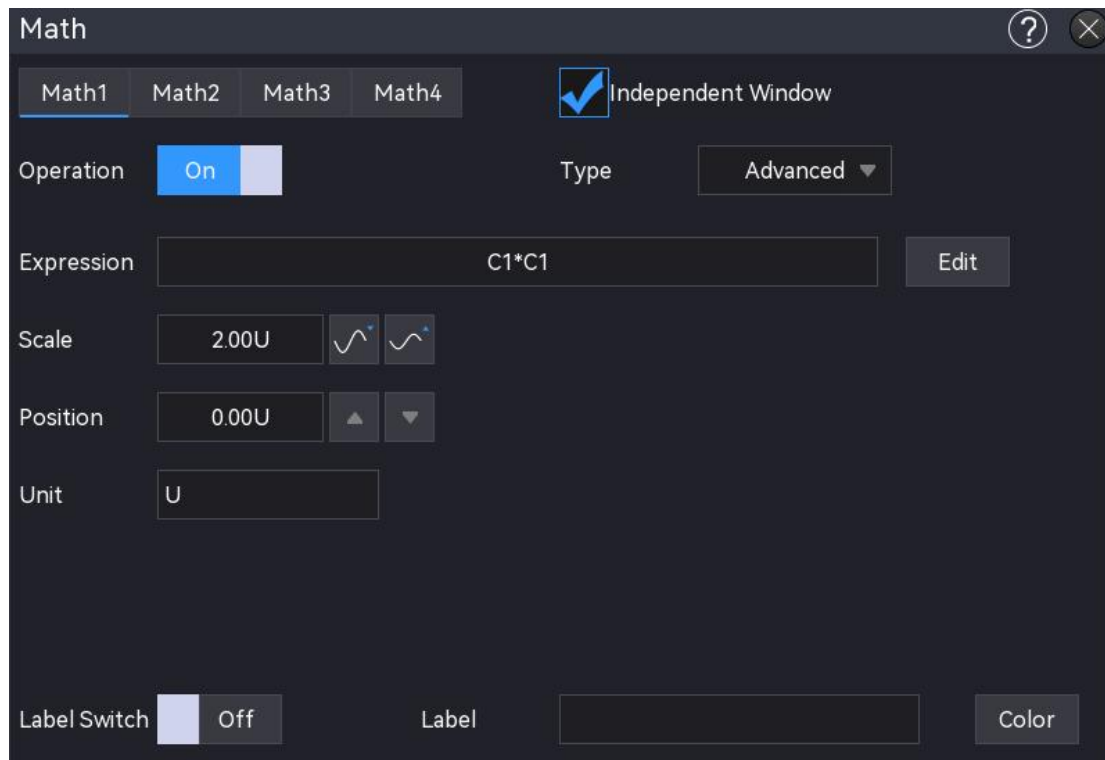 Math ?
Math1 Math2 Math3 Math4 Independent Window
Operation On Type Advanced
Expression C1*C1 Edit
Scale 2.00U
Position 0.00U
Unit U
Label Switch Off Label Color